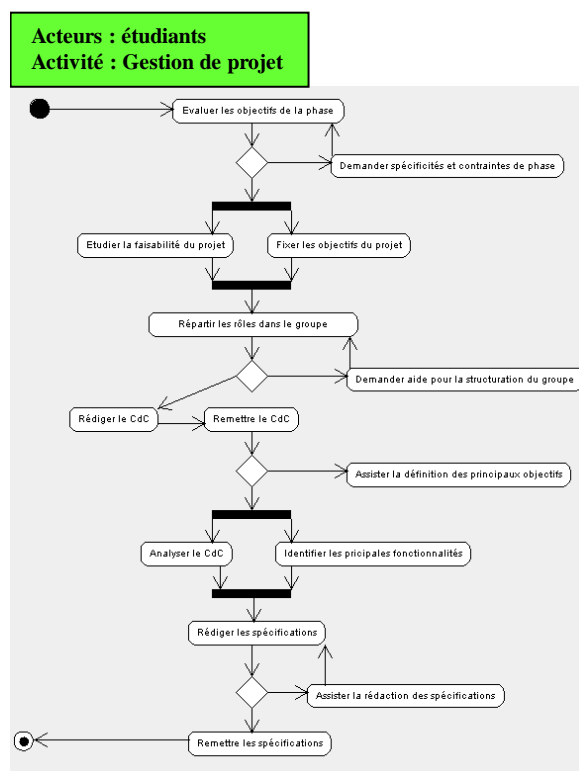 Acteurs : étudiants
Activité : Gestion de projet
Evaluer les objectifs de la phase
Demander spécificités et contraintes de phase
Etudier la faisabilité du projet
Fixer les objectifs du projet
Répartir les rôles dans le groupe
Demander aide pour la structuration du groupe
Rédiger le CdC
Remettre le CdC
Assister la définition des principaux objectifs
Analyser le CdC
Identifier les pricipales fonctionnalités
Rédiger les spécifications
Assister la rédaction des spécifications
Remettre les spécifications